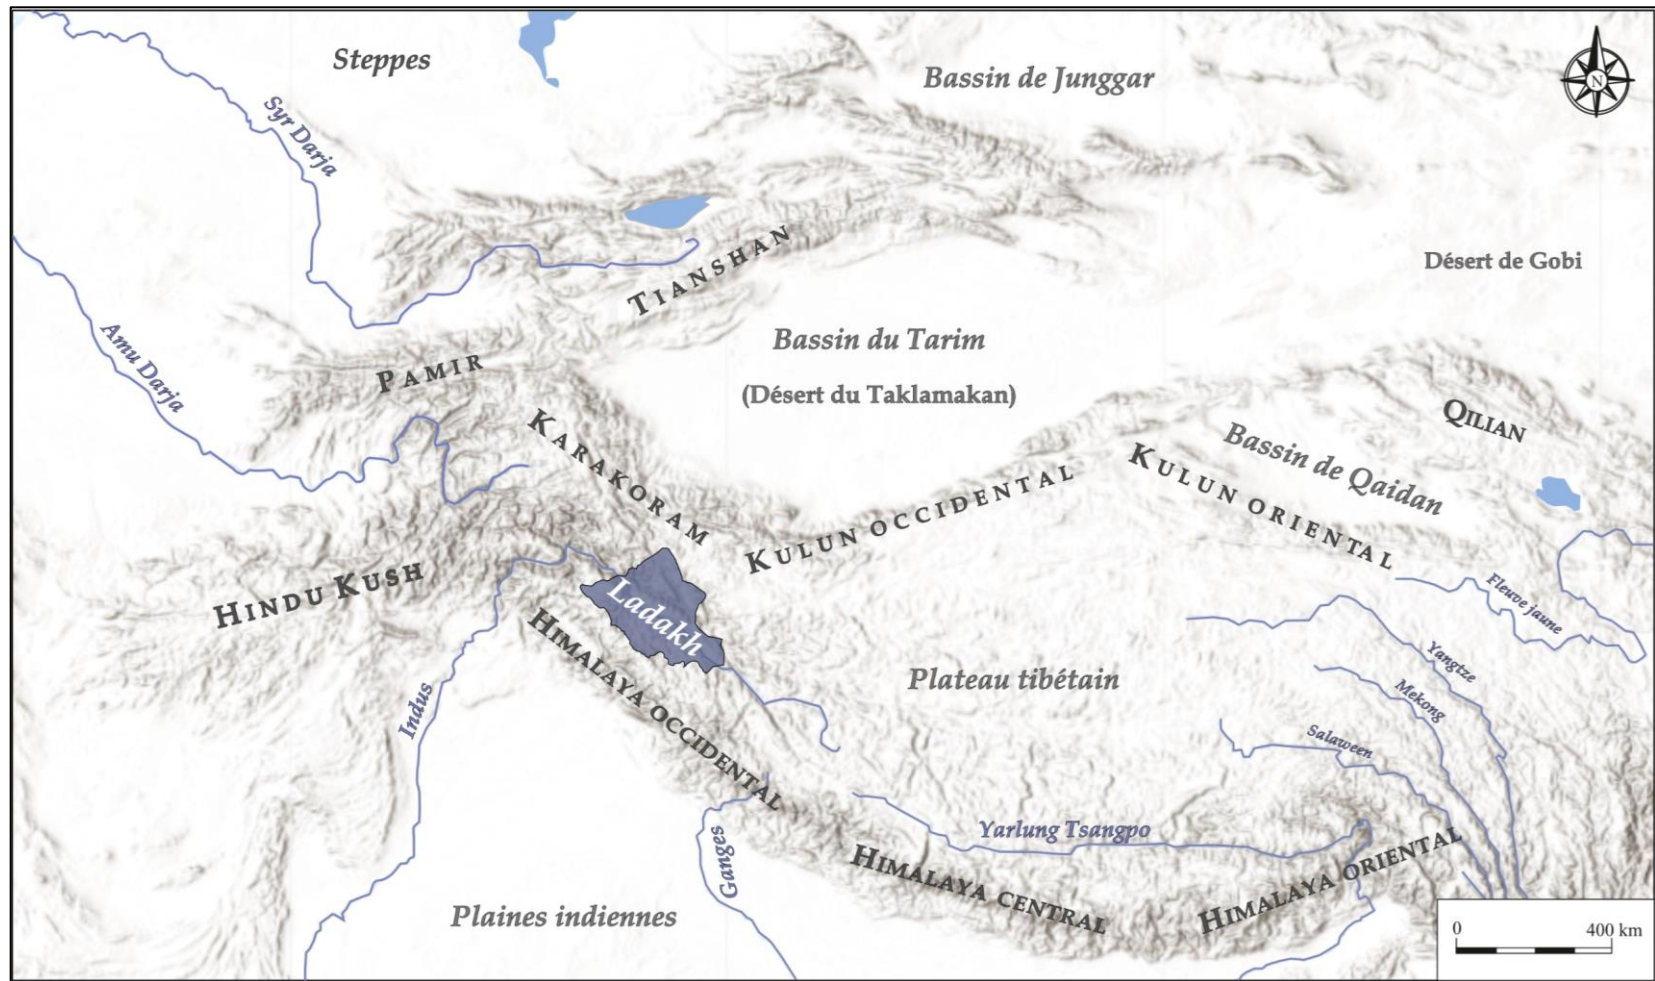 Steppes
Bassin de Junggar
N
Syr Darja
TIANSHAN
Désert de Gobi
Amu Darja
PAMIR
Bassin du Tarim
(Désert du Taklamakan)
KARAKORAM
QILIAN
Bassin de Qaidan
KULUN OCCIDENTAL
KULUN ORIENTAL
HINDU KUSH
Ladakh
Fleuve jaune
HIMALAYA OCCIDENTAL
Plateau tibétain
Yangtze
Mekong
Indus
Salaween
Yarlung Tsangpo
Ganges
HIMALAYA CENTRAL
HIMALAYA ORIENTAL
Plaines indiennes
0 400 km